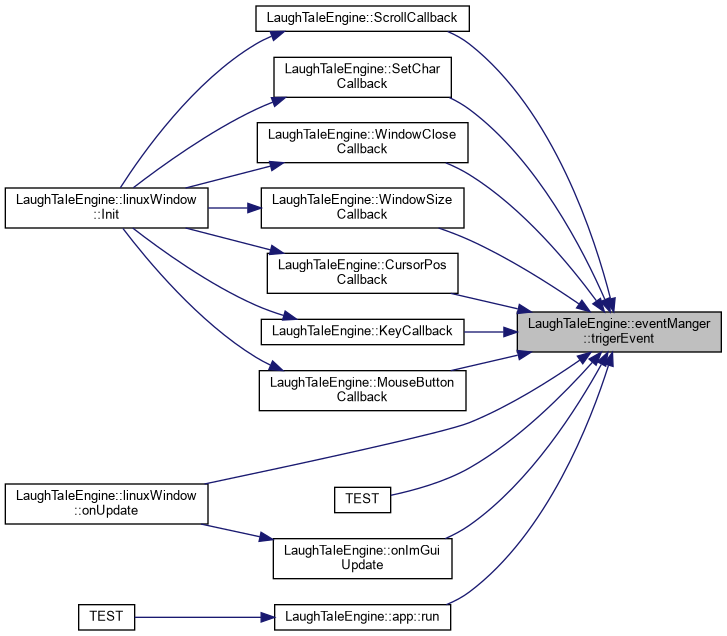 LaughTaleEngine::ScrollCallback
LaughTaleEngine::SetChar
Callback
LaughTaleEngine::WindowClose
Callback
LaughTaleEngine::linuxWindow
::Init
LaughTaleEngine::WindowSize
Callback
LaughTaleEngine::CursorPos
Callback
LaughTaleEngine::KeyCallback
LaughTaleEngine::eventManger
::trigerEvent
LaughTaleEngine::MouseButton
Callback
LaughTaleEngine::linuxWindow
::onUpdate
TEST
LaughTaleEngine::onImGui
Update
TEST
LaughTaleEngine::app::run